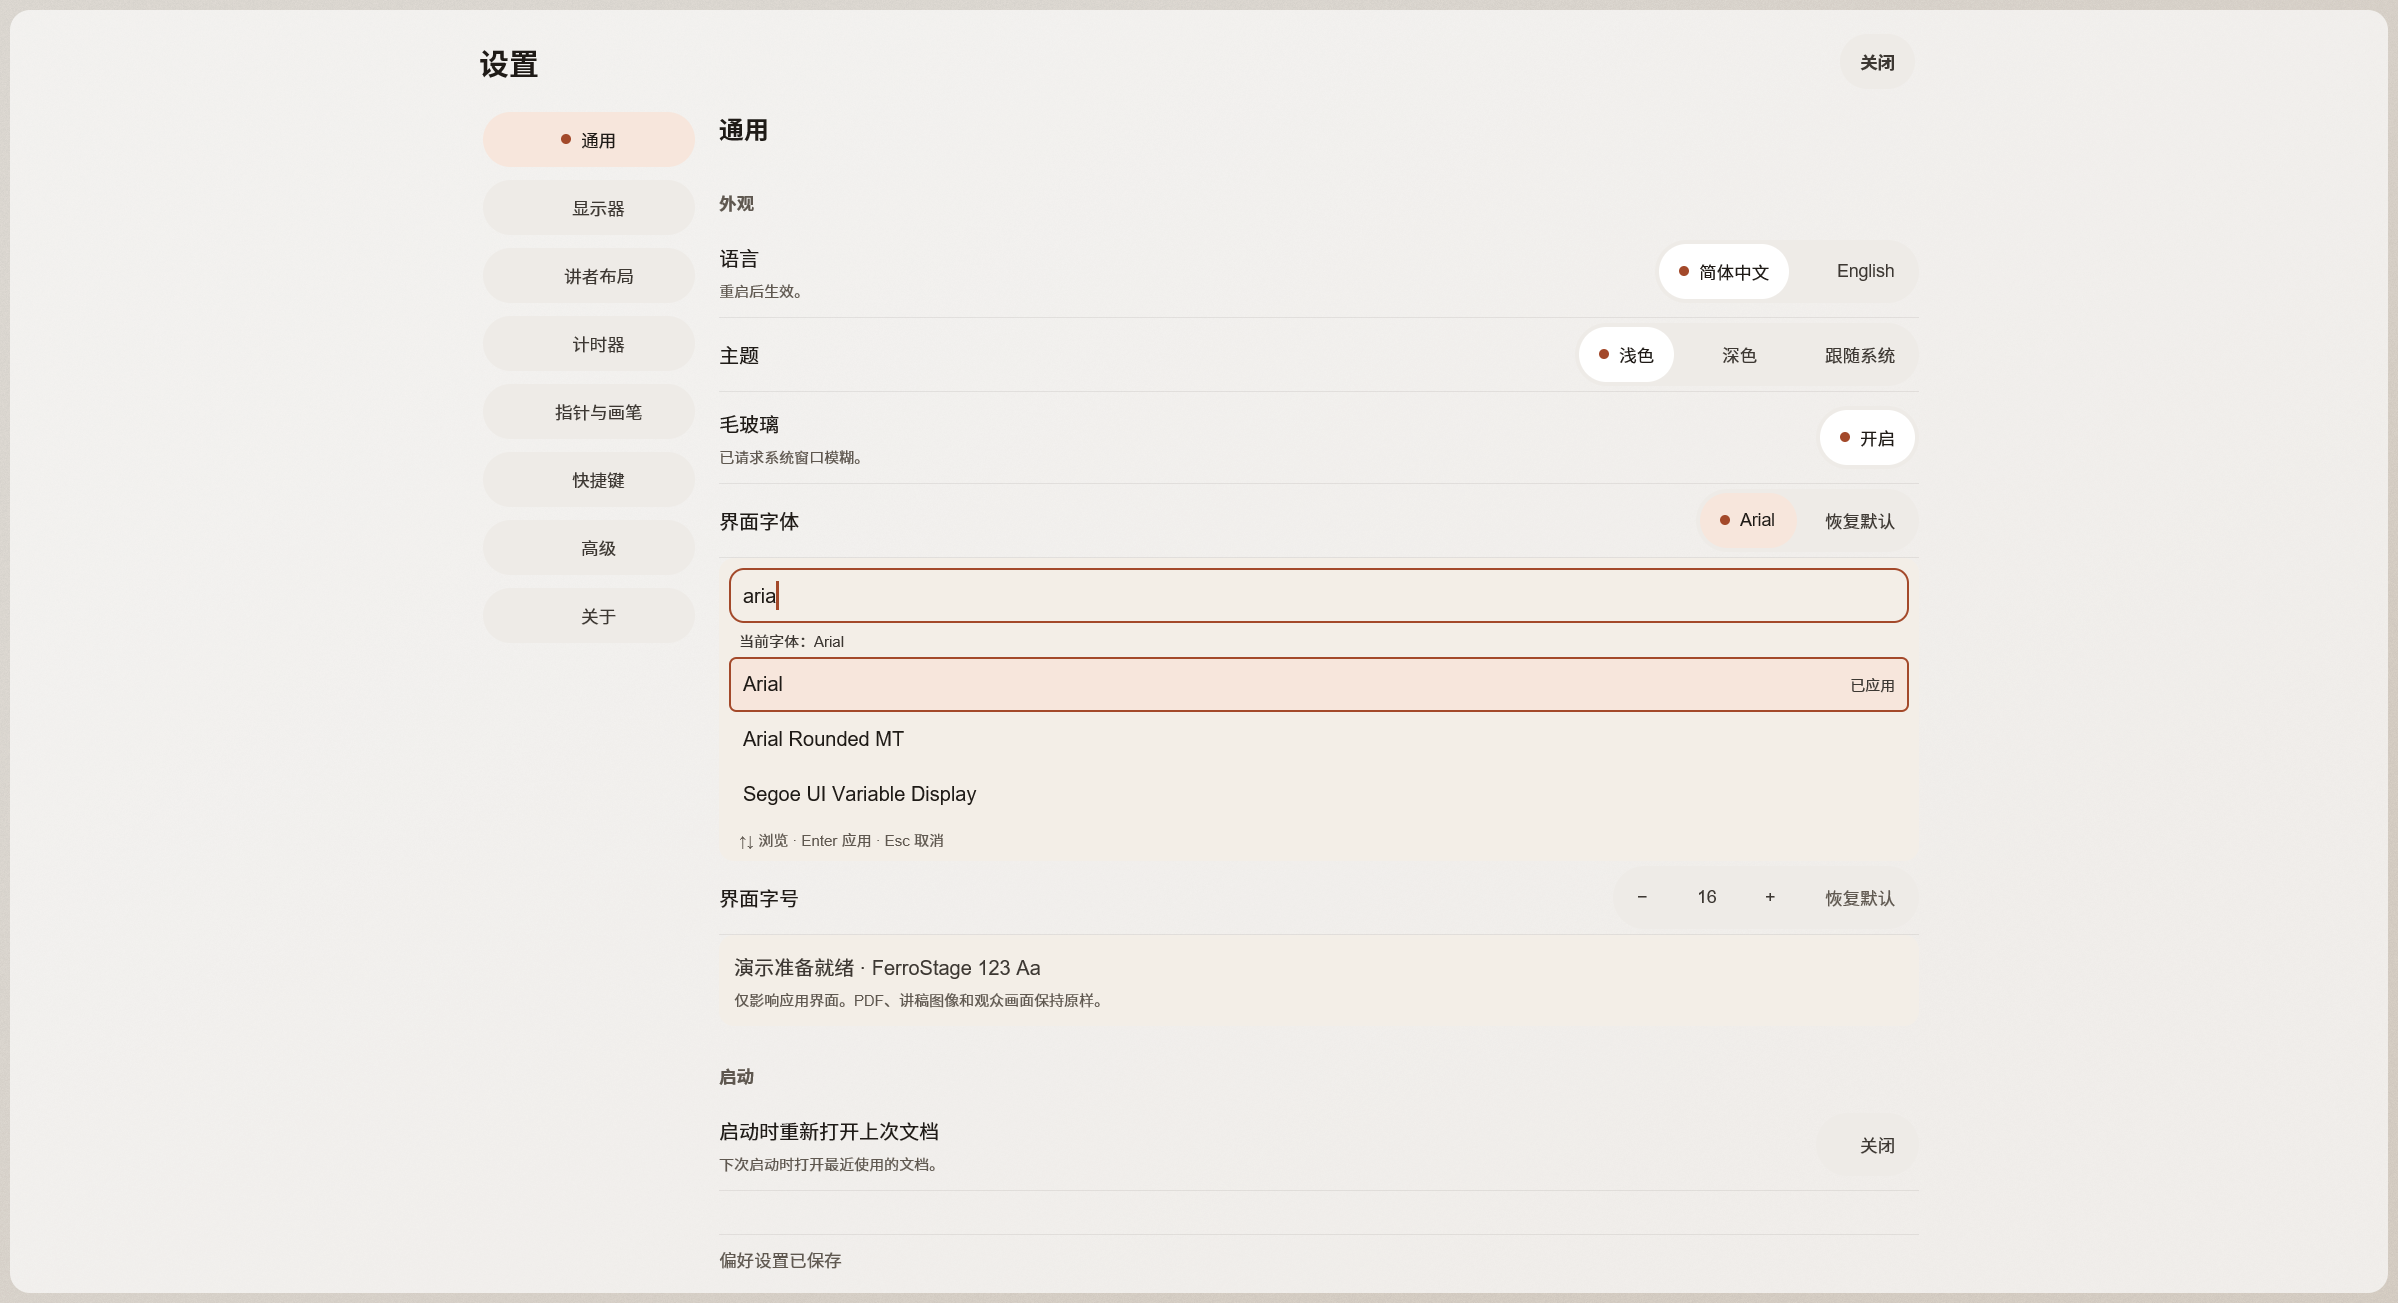 设置
关闭
通用
显示器
讲者布局
计时器
指针与画笔
快捷键
高级
关于
通用
外观
语言
重启后生效。
简体中文 English
主题
浅色 深色 跟随系统
毛玻璃
已请求系统窗口模糊。
开启
界面字体
Arial 恢复默认
aria
当前字体：Arial
Arial 已应用
Arial Rounded MT
Segoe UI Variable Display
↑↓ 浏览 · Enter 应用 · Esc 取消
界面字号
− 16 + 恢复默认
演示准备就绪 · FerroStage 123 Aa
仅影响应用界面。PDF、讲稿图像和观众画面保持原样。
启动
启动时重新打开上次文档
下次启动时打开最近使用的文档。
关闭
偏好设置已保存